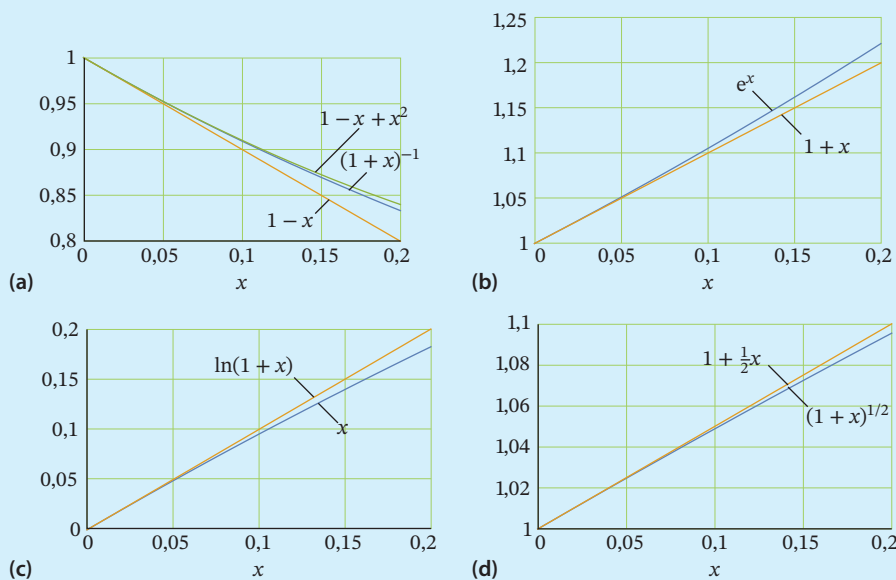 1
0,95
0,9
0,85
0,8
1 − x + x²
(1 + x)⁻¹
1 − x
0 0,05 0,1 0,15 0,2
(a) x
1,25
1,2
1,15
1,1
1,05
1
eˣ
1 + x
0 0,05 0,1 0,15 0,2
(b) x
0,2
0,15
0,1
0,05
0
ln(1 + x)
x
0 0,05 0,1 0,15 0,2
(c) x
1,1
1,08
1,06
1,04
1,02
1
1 + ½x
(1 + x)¹/²
0 0,05 0,1 0,15 0,2
(d) x